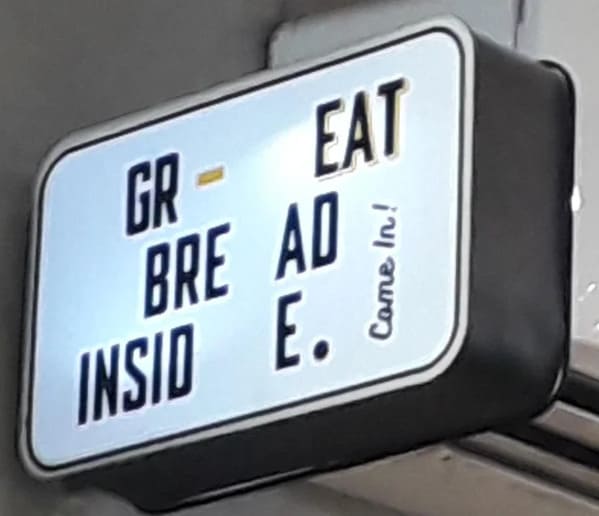 GR- EAT
BRE AD
INSID E.
Come In!